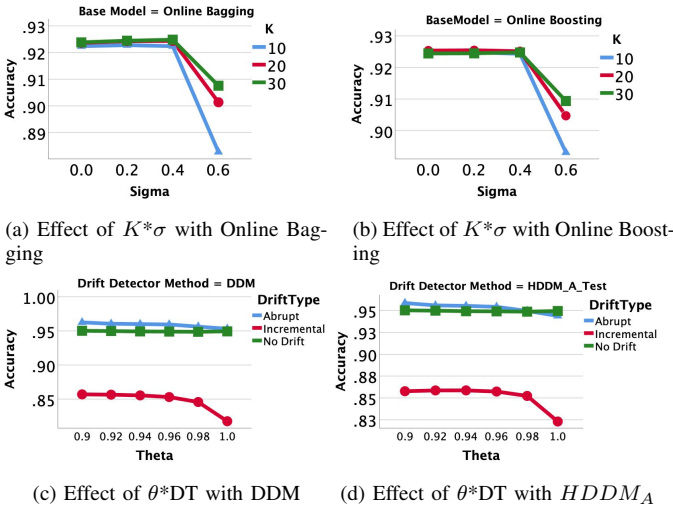 Base Model = Online Bagging
.93
.92
.91
.90
.89
Accuracy
0.0 0.2 0.4 0.6
Sigma
K
10
20
30
(a) Effect of K*σ with Online Bag-
ging
BaseModel = Online Boosting
.93
.92
.91
.90
Accuracy
0.0 0.2 0.4 0.6
Sigma
K
10
20
30
(b) Effect of K*σ with Online Boost-
ing
Drift Detector Method = DDM
1.00
.95
.90
.85
Accuracy
0.9 0.92 0.94 0.96 0.98 1.0
Theta
DriftType
Abrupt
Incremental
No Drift
(c) Effect of θ*DT with DDM
Drift Detector Method = HDDM_A_Test
.95
.93
.90
.88
.85
.83
Accuracy
0.9 0.92 0.94 0.96 0.98 1.0
Theta
DriftType
Abrupt
Incremental
No Drift
(d) Effect of θ*DT with HDDM_A